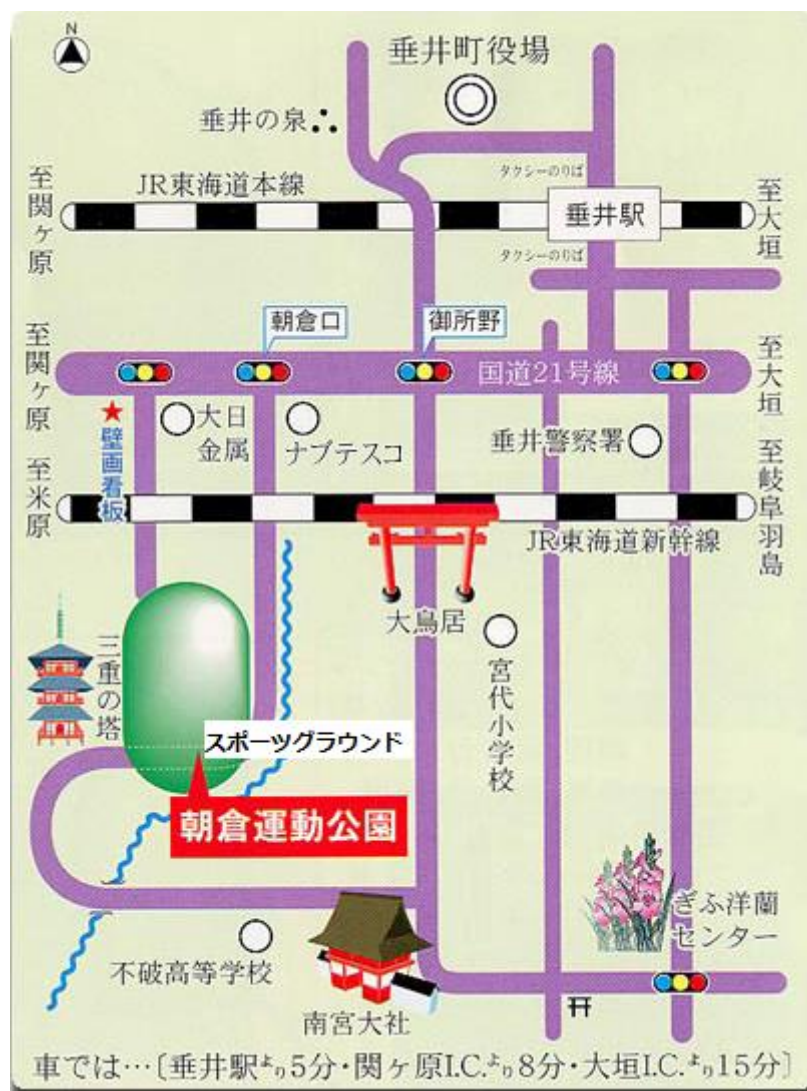 N
垂井町役場
垂井の泉
タクシーのりば
JR東海道本線
至関ヶ原
垂井駅
至大垣
タクシーのりば
朝倉口
御所野
至関ヶ原
国道21号線
至大垣
壁画看板
大日
金属
ナブテスコ
垂井警察署
至米原
至岐阜羽島
JR東海道新幹線
大鳥居
三重の塔
宮代小学校
スポーツグラウンド
朝倉運動公園
ぎふ洋蘭
センター
不破高等学校
南宮大社
車では…〔垂井駅より5分・関ヶ原I.C.より8分・大垣I.C.より15分〕